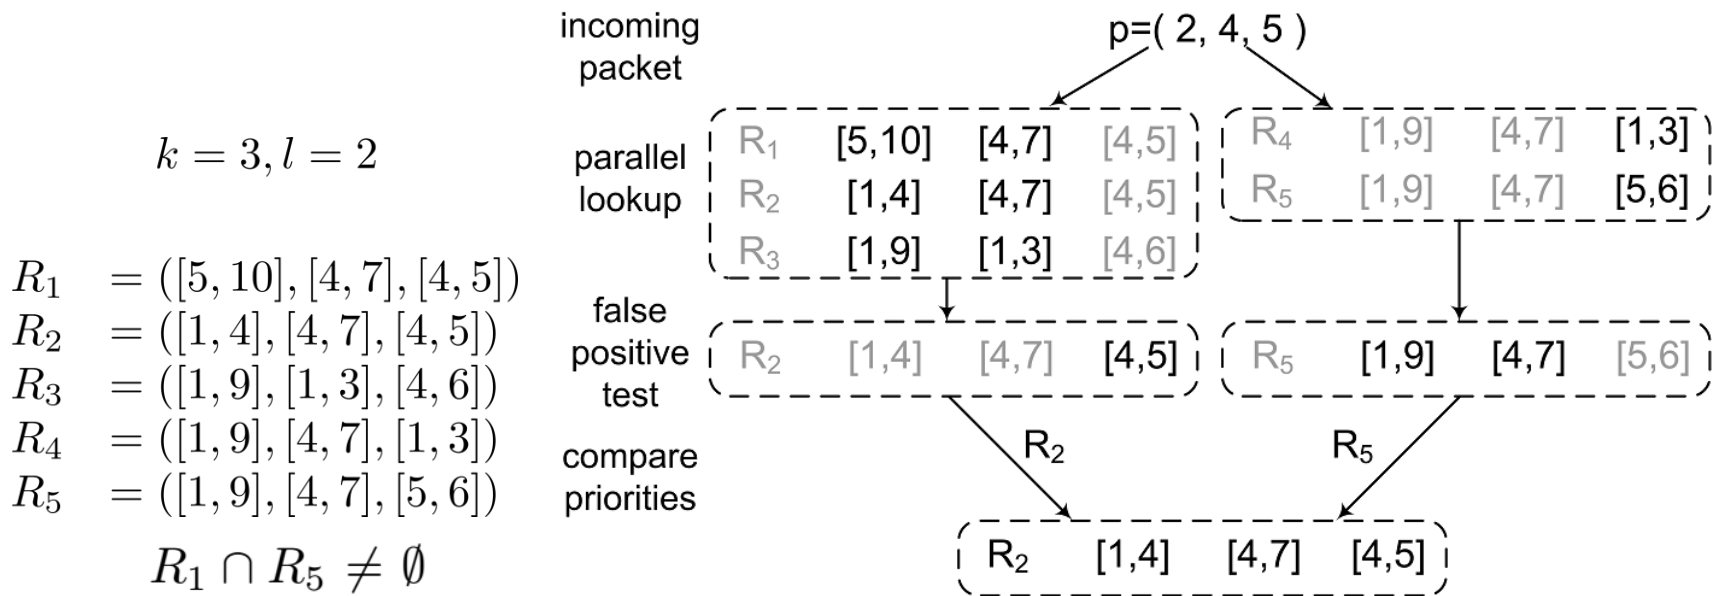 k = 3, l = 2
R₁ = ([5, 10], [4, 7], [4, 5])
R₂ = ([1, 4], [4, 7], [4, 5])
R₃ = ([1, 9], [1, 3], [4, 6])
R₄ = ([1, 9], [4, 7], [1, 3])
R₅ = ([1, 9], [4, 7], [5, 6])
R₁ ∩ R₅ ≠ ∅
incoming
packet
p=( 2, 4, 5 )
parallel
lookup
R₁ [5,10] [4,7] [4,5]
R₂ [1,4] [4,7] [4,5]
R₃ [1,9] [1,3] [4,6]
R₄ [1,9] [4,7] [1,3]
R₅ [1,9] [4,7] [5,6]
false
positive
test
R₂ [1,4] [4,7] [4,5]
R₅ [1,9] [4,7] [5,6]
compare
priorities
R₂
R₅
R₂ [1,4] [4,7] [4,5]